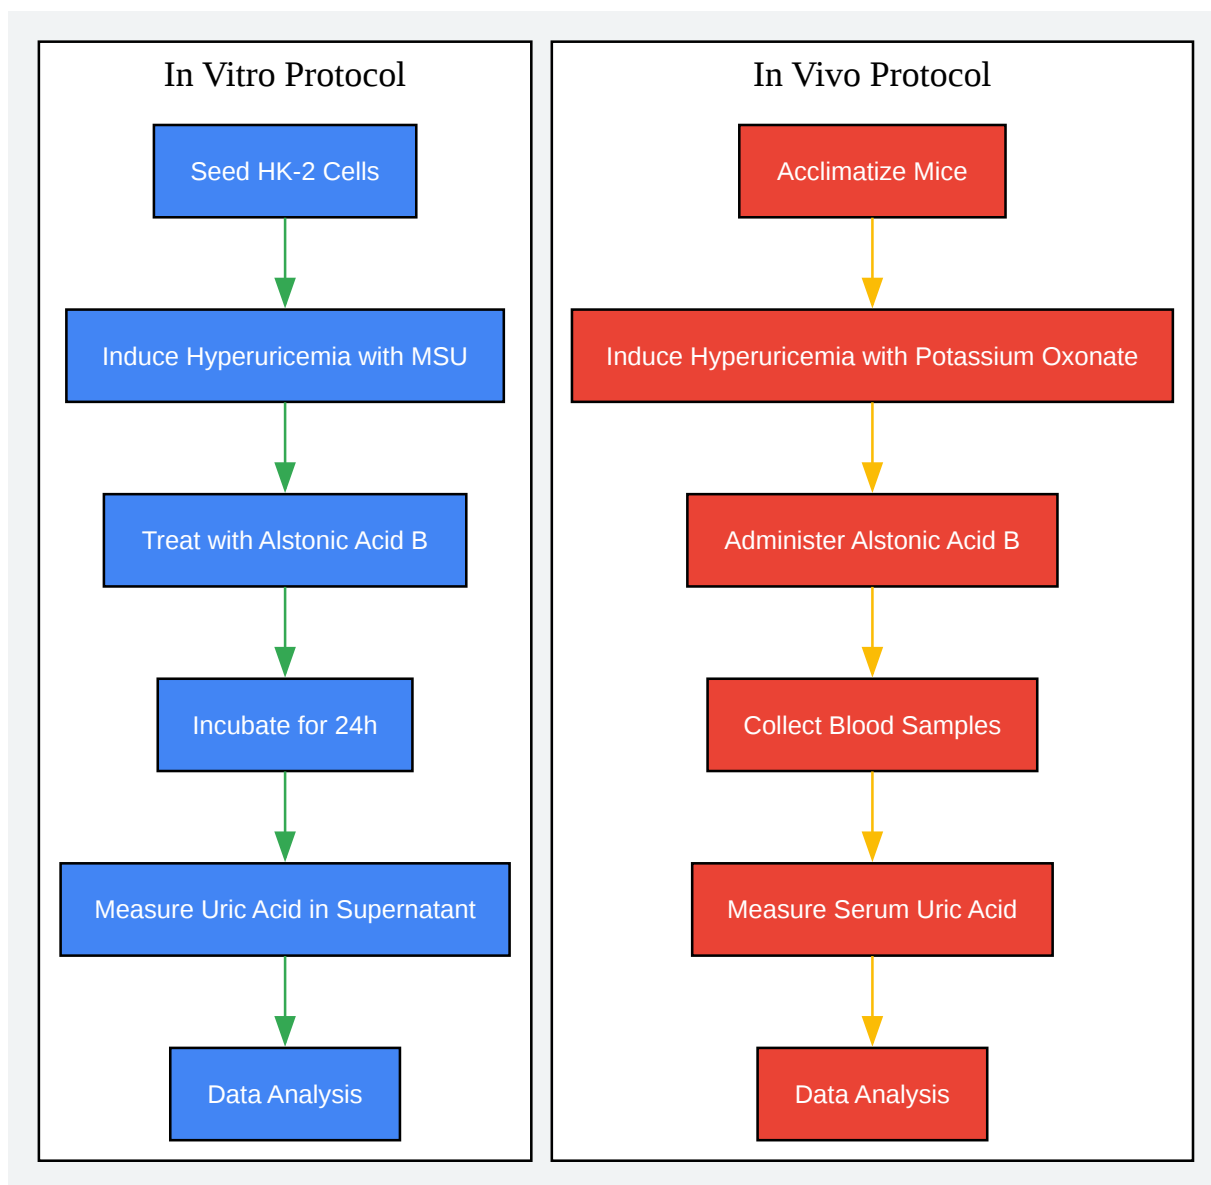 In Vitro Protocol
Seed HK-2 Cells
Induce Hyperuricemia with MSU
Treat with Alstonic Acid B
Incubate for 24h
Measure Uric Acid in Supernatant
Data Analysis
In Vivo Protocol
Acclimatize Mice
Induce Hyperuricemia with Potassium Oxonate
Administer Alstonic Acid B
Collect Blood Samples
Measure Serum Uric Acid
Data Analysis